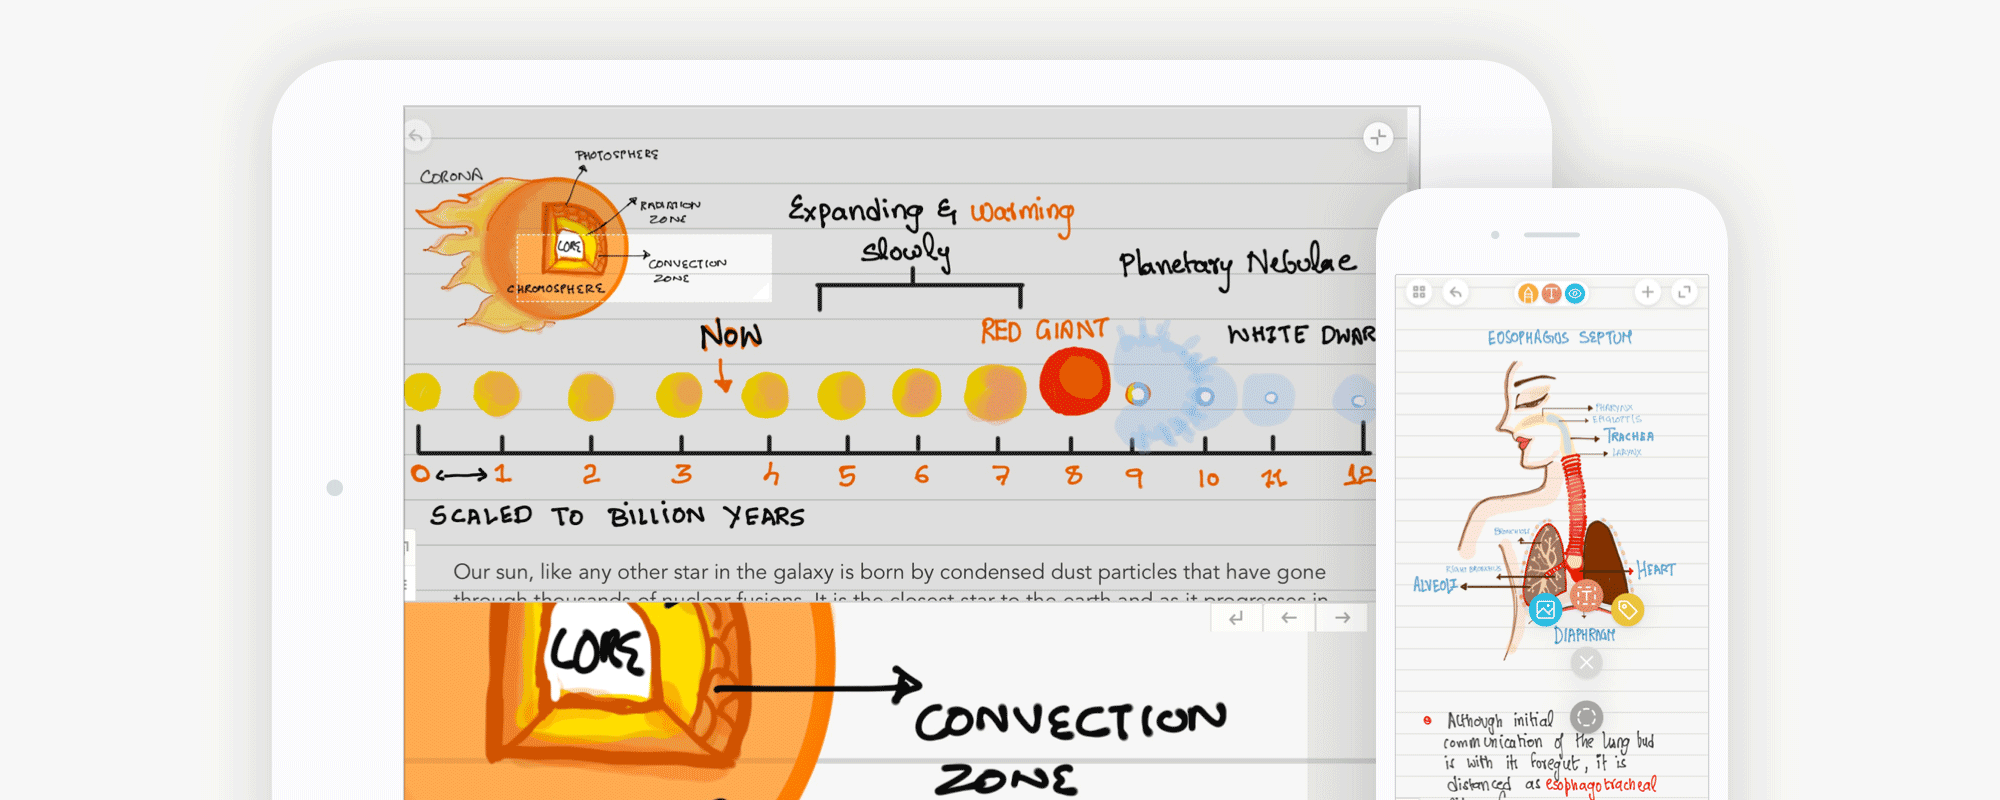 PHOTOSPHERE
CORONA
RADIATION
ZONE
CORE
CONVECTION
ZONE
CHROMOSPHERE
Expanding & warming
Slowly
Planetary Nebulae
NOW
RED GIANT
WHITE DWAR
0 1 2 3 4 5 6 7 8 9 10 11 12
SCALED TO BILLION YEARS
Our sun, like any other star in the galaxy is born by condensed dust particles that have gone
through thousands of nuclear fusions. It is the closest star to the earth and as it progresses in
CORE
CONVECTION
ZONE
T
EOSOPHAGUS SEPTUM
PHARYNX
EPIGLOTTIS
TRACHEA
LARYNX
BRONCHIOLE
RIGHT BRONCHUS
HEART
ALVEOLI
T
DIAPHRAGM
Although initial
communication of the lung bud
is with its foregut, it is
distanced as esophagotracheal